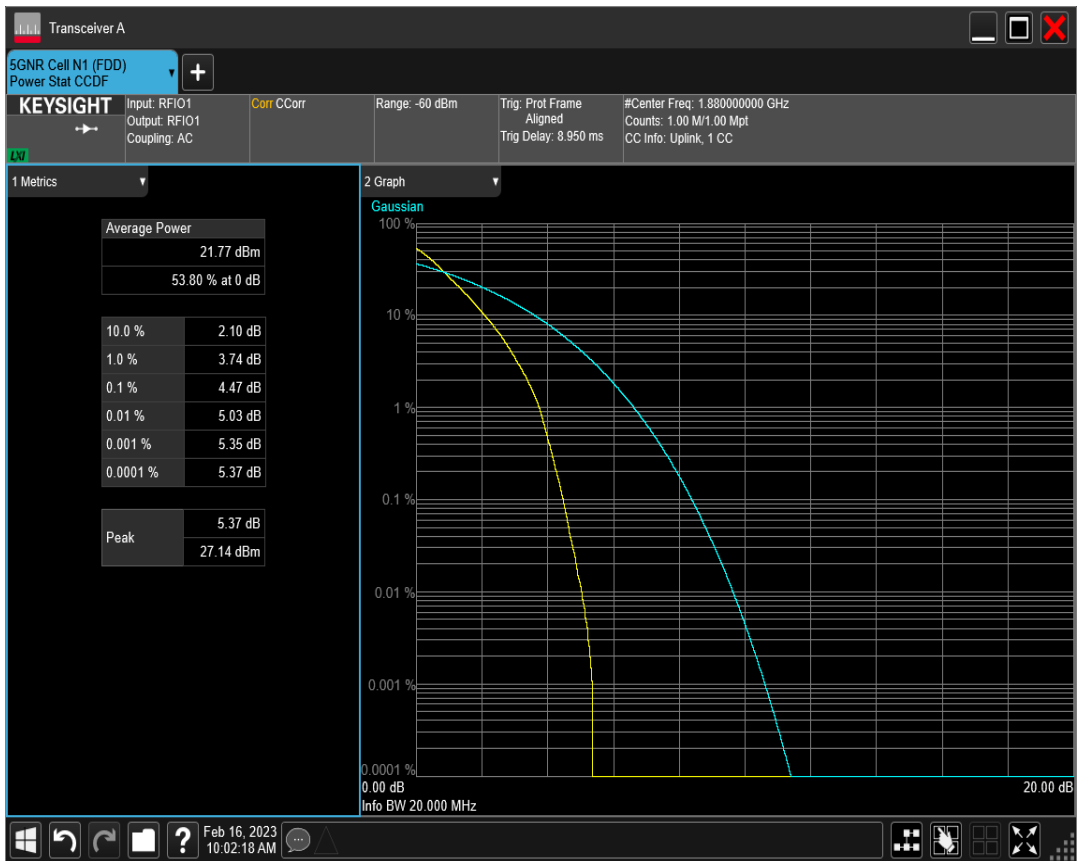 Transceiver A
5GNR Cell N1 (FDD)
Power Stat CCDF
KEYSIGHT
LXI
Input: RFIO1
Output: RFIO1
Coupling: AC
Corr CCorr
Range: -60 dBm
Trig: Prot Frame
Aligned
Trig Delay: 8.950 ms
#Center Freq: 1.880000000 GHz
Counts: 1.00 M/1.00 Mpt
CC Info: Uplink, 1 CC
1 Metrics
Average Power
21.77 dBm
53.80 % at 0 dB
10.0 % 2.10 dB
1.0 % 3.74 dB
0.1 % 4.47 dB
0.01 % 5.03 dB
0.001 % 5.35 dB
0.0001 % 5.37 dB
Peak 5.37 dB
27.14 dBm
2 Graph
Gaussian
100 %
10 %
1 %
0.1 %
0.01 %
0.001 %
0.0001 %
0.00 dB 20.00 dB
Info BW 20.000 MHz
Feb 16, 2023
10:02:18 AM